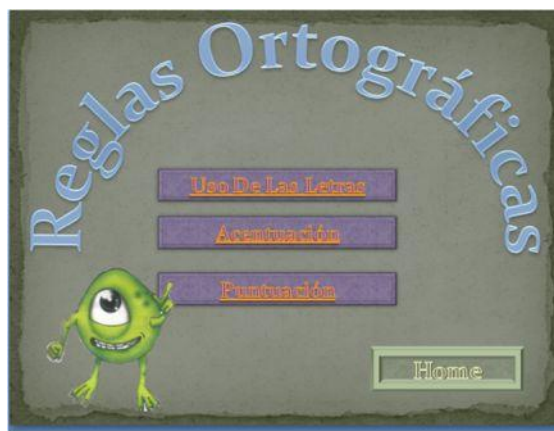 Reglas Ortográficas
Uso De Las Letras
Acentuación
Puntuación
Home